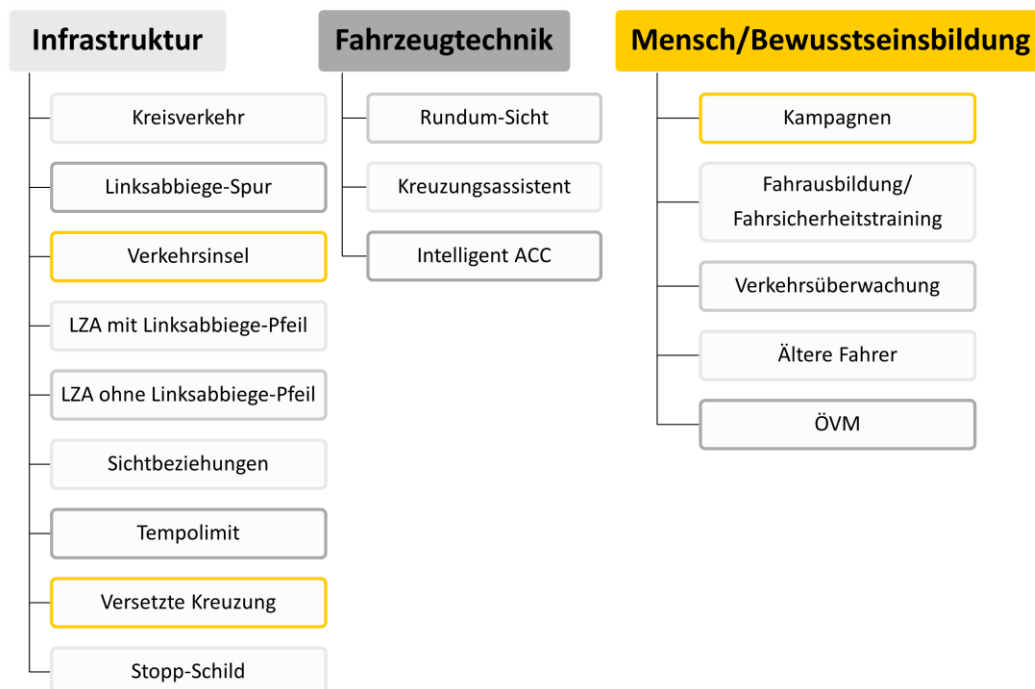 Infrastruktur
Kreisverkehr
Linksabbiege-Spur
Verkehrsinsel
LZA mit Linksabbiege-Pfeil
LZA ohne Linksabbiege-Pfeil
Sichtbeziehungen
Tempolimit
Versetzte Kreuzung
Stopp-Schild
Fahrzeugtechnik
Rundum-Sicht
Kreuzungsassistent
Intelligent ACC
Mensch/Bewusstseinsbildung
Kampagnen
Fahrausbildung/
Fahrsicherheitstraining
Verkehrsüberwachung
Ältere Fahrer
ÖVM